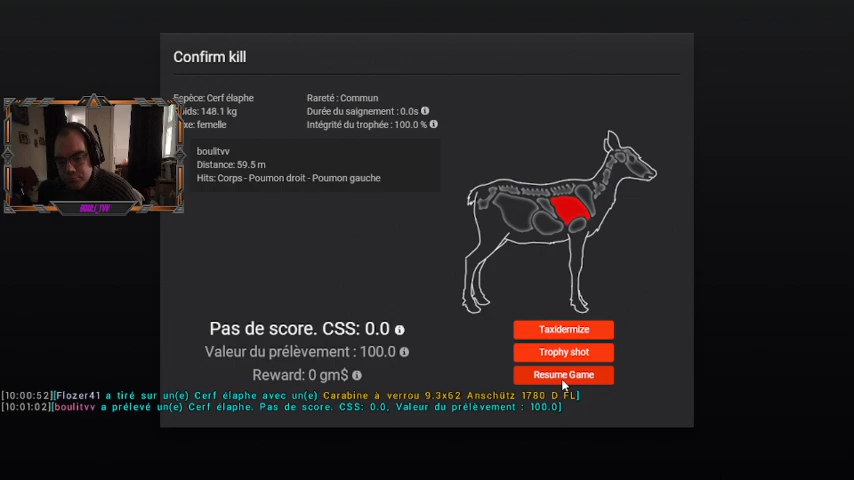 Confirm kill
Espèce: Cerf élaphe
Rareté : Commun
148.1 kg
Durée du saignement : 0.0s
femelle
Intégrité du trophée : 100.0 %
boulitvv
Distance: 59.5 m
Hits: Corps - Poumon droit - Poumon gauche
Pas de score. CSS: 0.0
Valeur du prélèvement : 100.0
Reward: 0 gm$
Taxidermize
Trophy shot
Resume Game
[10:00:52][Flozer41 a tiré sur un(e) Cerf élaphe avec un(e) Carabine à verrou 9.3x62 Anschütz 1780 D FL]
[10:01:02][boulitvv a prélevé un(e) Cerf élaphe. Pas de score. CSS: 0.0, Valeur du prélèvement : 100.0]